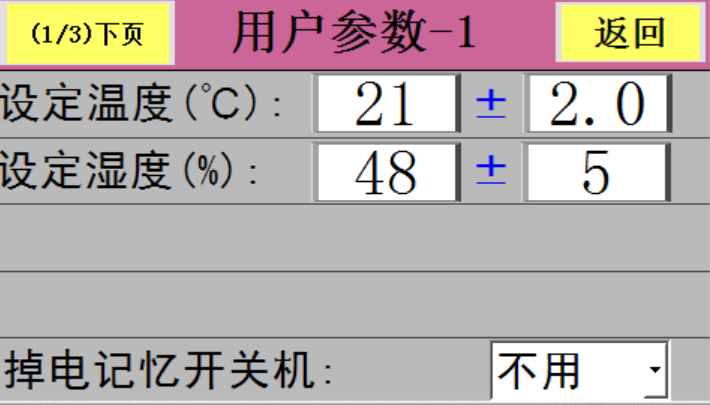 (1/3)下页 用户参数-1 返回
设定温度(℃): 21 ± 2.0
设定湿度(%): 48 ± 5
掉电记忆开关机: 不用